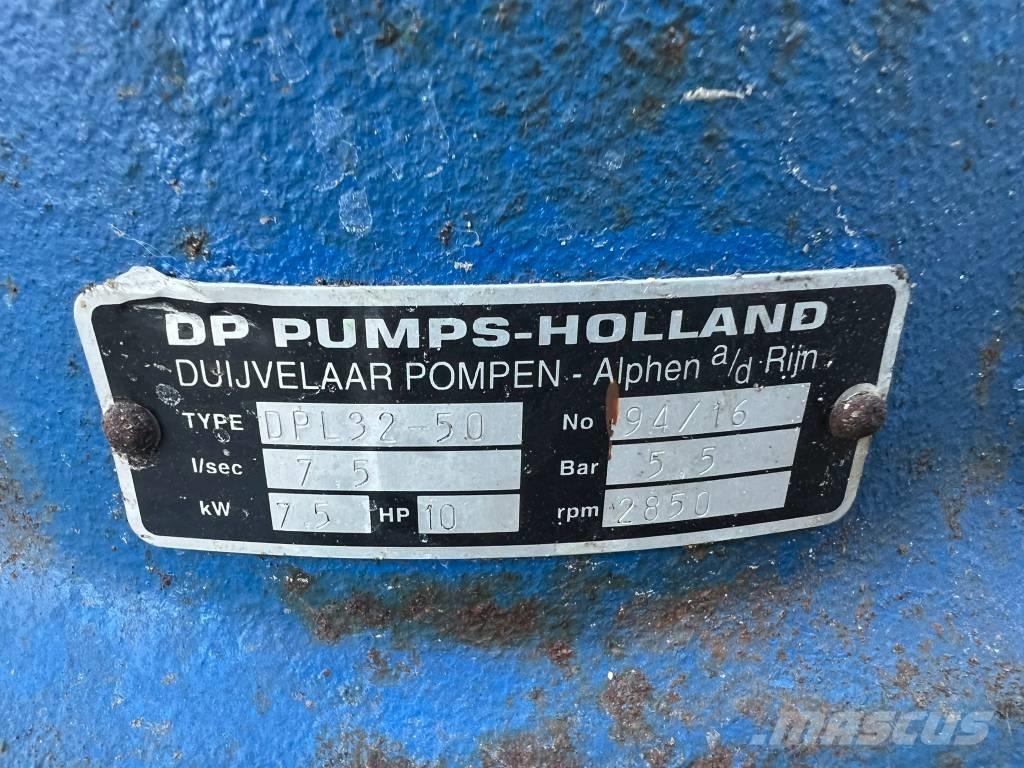 DP PUMPS-HOLLAND
DUIJVELAAR POMPEN - Alphen a/d Rijn
TYPE DPL32-50 No 94/16
l/sec 7.5 Bar 5.5
kW 7.5 HP 10 rpm 2850
MASCUS